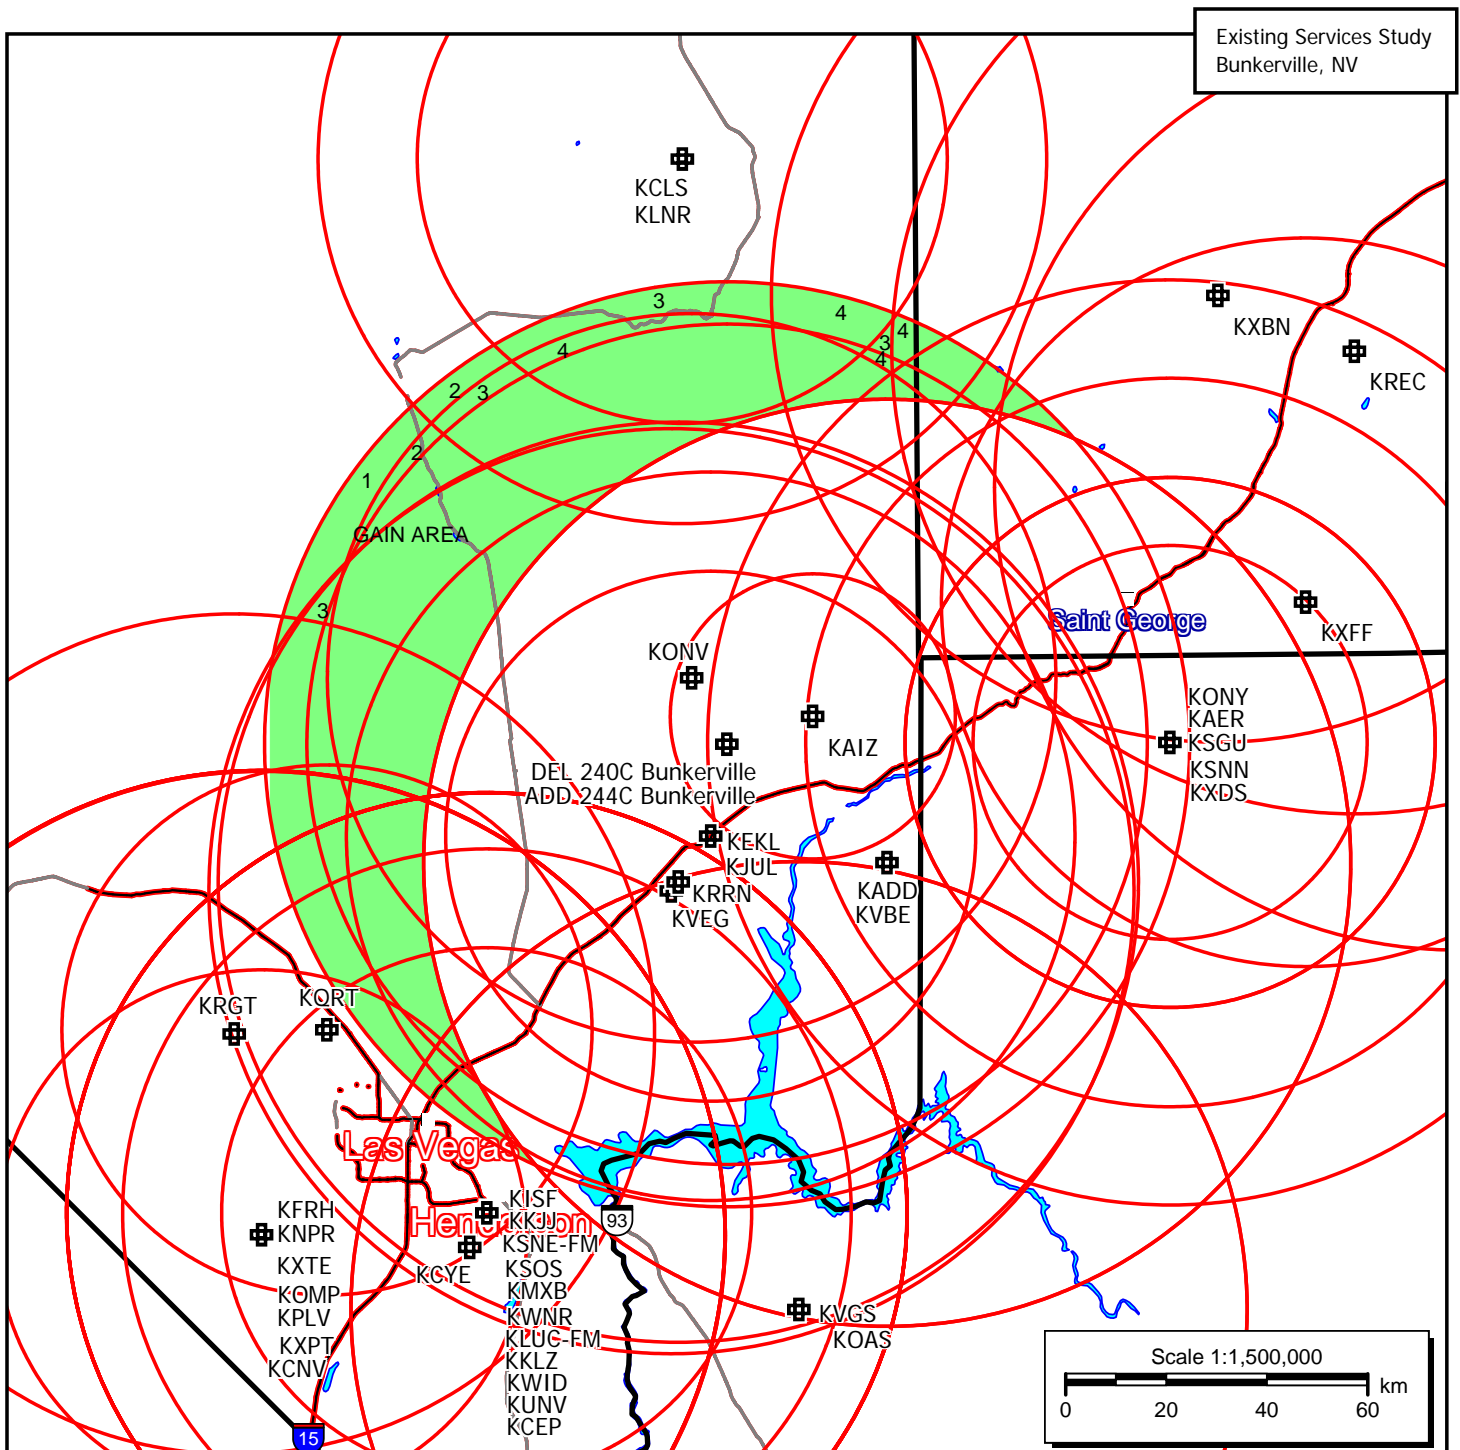 Existing Services Study
Bunkerville, NV
KCLS
KLNR
3
4
4
3
4
4
KXBN
KREC
2
3
2
1
GAIN AREA
3
Saint George
KXFF
KONV
KAIZ
KONY
KAER
KSGU
KSNN
KXDS
DEL 240C Bunkerville
ADD 244C Bunkerville
KEKL
KJUL
KRRN
KVEG
KADD
KVBE
KRGT
KQRT
Las Vegas
Henderson
93
KFRH
KNPR
KXTE
KOMP
KPLV
KXPT
KCNV
KCYE
KISF
KKJJ
KSNE-FM
KSOS
KMXB
KWNR
KLUC-FM
KKLZ
KWID
KUNV
KCEP
KVGS
KOAS
15
Scale 1:1,500,000
km
0 20 40 60